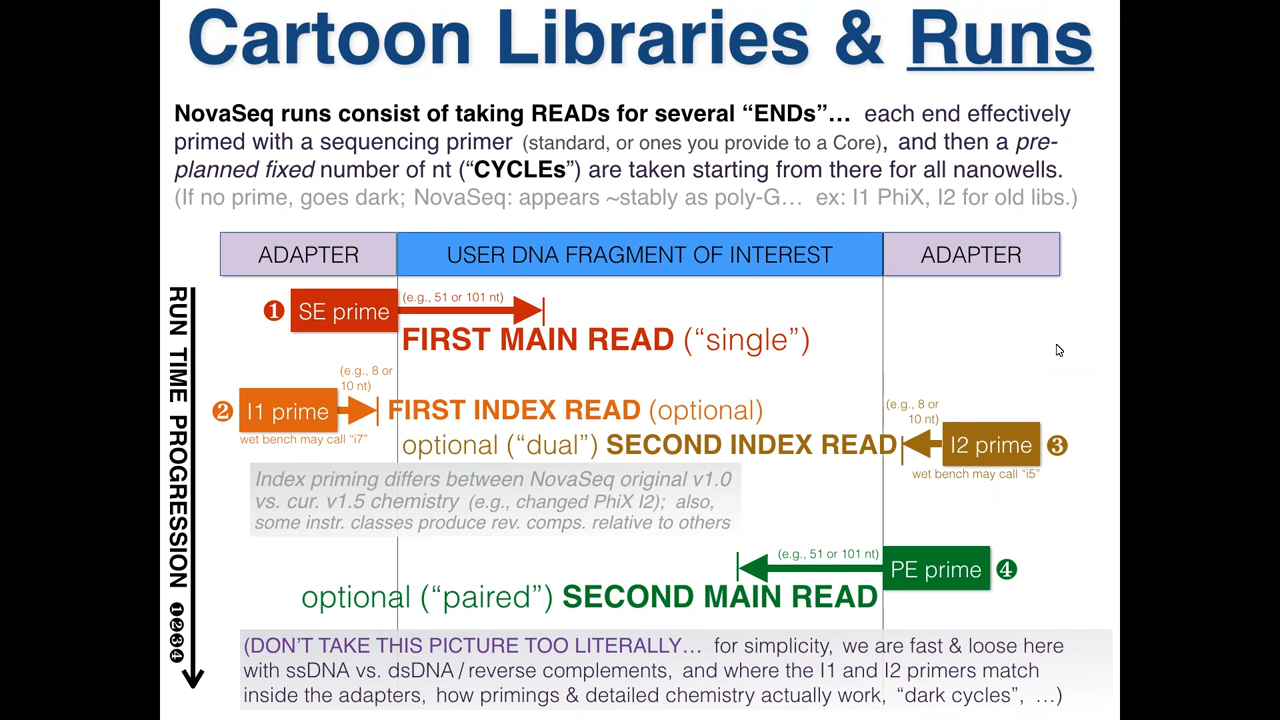 Cartoon Libraries & Runs
NovaSeq runs consist of taking READs for several “ENDs”… each end effectively
primed with a sequencing primer (standard, or ones you provide to a Core), and then a pre-
planned fixed number of nt (“CYCLEs”) are taken starting from there for all nanowells.
(If no prime, goes dark; NovaSeq: appears ~stably as poly-G… ex: I1 PhiX, I2 for old libs.)
ADAPTER
USER DNA FRAGMENT OF INTEREST
ADAPTER
RUN TIME PROGRESSION ❶❷❸❹
❶ SE prime
(e.g., 51 or 101 nt)
FIRST MAIN READ (“single”)
(e.g., 8 or
10 nt)
❷ I1 prime
FIRST INDEX READ (optional)
wet bench may call “i7”
(e.g., 8 or
10 nt)
optional (“dual”) SECOND INDEX READ
I2 prime ❸
wet bench may call “i5”
Index priming differs between NovaSeq original v1.0
vs. cur. v1.5 chemistry (e.g., changed PhiX I2); also,
some instr. classes produce rev. comps. relative to others
(e.g., 51 or 101 nt)
PE prime ❹
optional (“paired”) SECOND MAIN READ
(DON’T TAKE THIS PICTURE TOO LITERALLY… for simplicity, we are fast & loose here
with ssDNA vs. dsDNA / reverse complements, and where the I1 and I2 primers match
inside the adapters, how primings & detailed chemistry actually work, “dark cycles”, …)